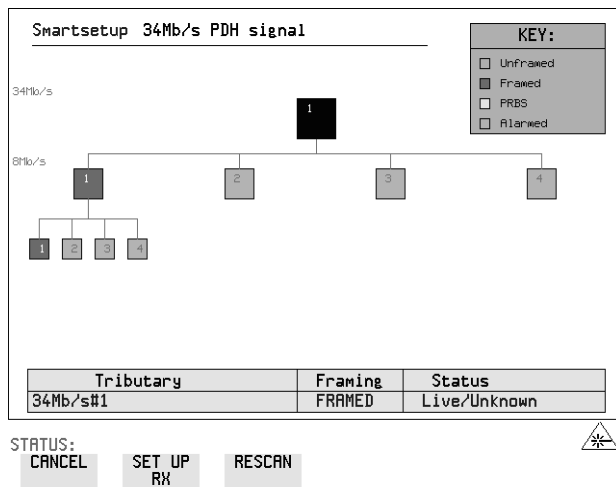 Smartsetup 34Mb/s PDH signal
KEY:
Unframed
Framed
PRBS
Alarmed
34Mb/s
1
8Mb/s
1 2 3 4
1 2 3 4
Tributary Framing Status
34Mb/s#1 FRAMED Live/Unknown
STATUS:
CANCEL SET UP RX RESCAN